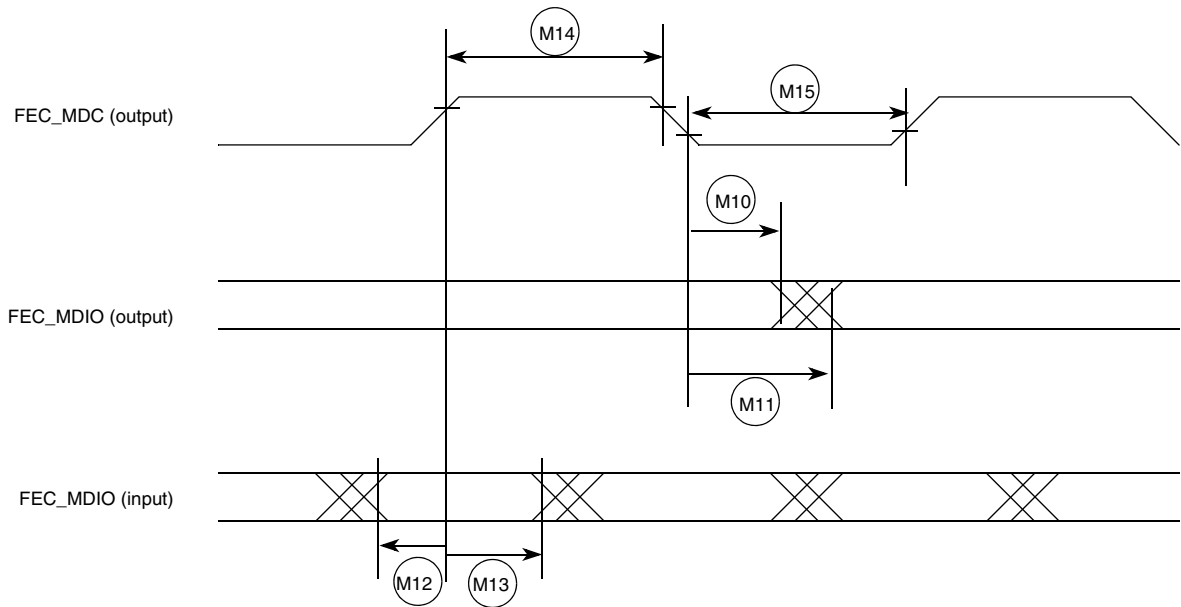 M14
FEC_MDC (output)
M15
M10
FEC_MDIO (output)
M11
FEC_MDIO (input)
M12
M13